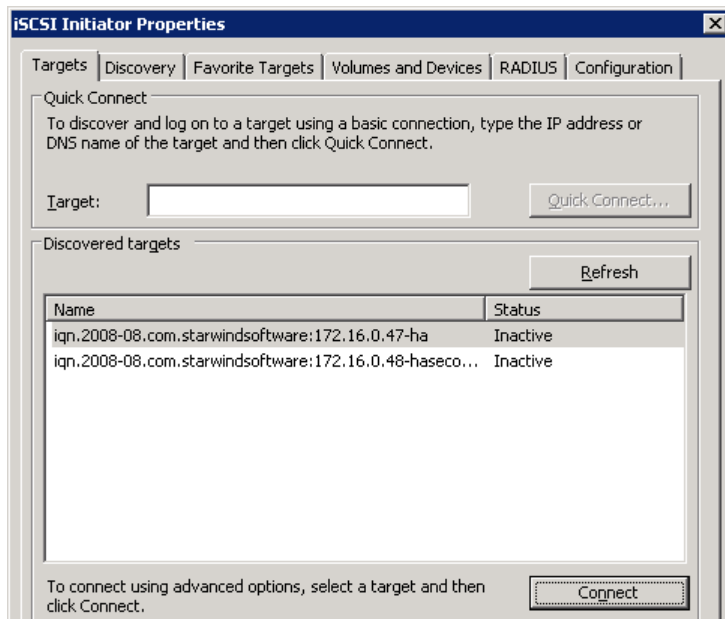 iSCSI Initiator Properties
Targets Discovery Favorite Targets Volumes and Devices RADIUS Configuration
Quick Connect
To discover and log on to a target using a basic connection, type the IP address or
DNS name of the target and then click Quick Connect.
Target: Quick Connect...
Discovered targets
Refresh
Name Status
iqn.2008-08.com.starwindsoftware:172.16.0.47-ha Inactive
iqn.2008-08.com.starwindsoftware:172.16.0.48-haseco... Inactive
To connect using advanced options, select a target and then
click Connect.
Connect